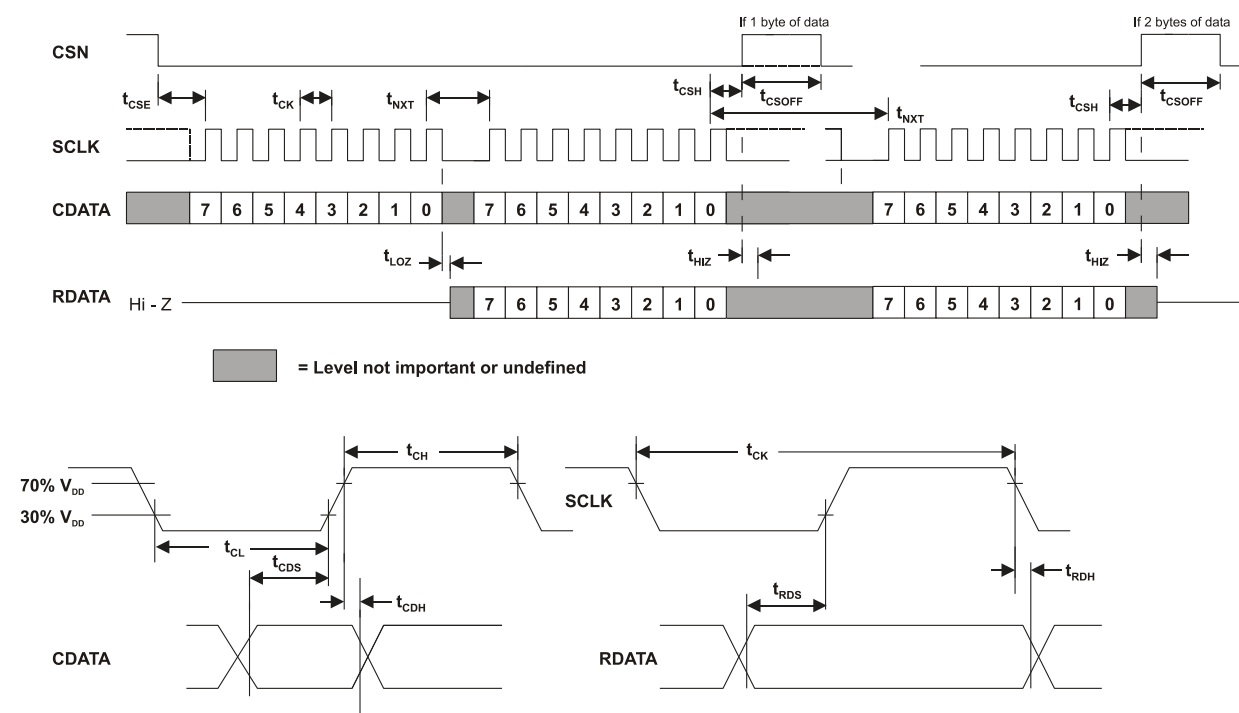 If 1 byte of data If 2 bytes of data
CSN
tCSE tCK tNXT tCSH tCSOFF tNXT tCSH tCSOFF
SCLK
CDATA 7 6 5 4 3 2 1 0 7 6 5 4 3 2 1 0 7 6 5 4 3 2 1 0
tLOZ tHIZ tHIZ
RDATA Hi - Z 7 6 5 4 3 2 1 0 7 6 5 4 3 2 1 0
= Level not important or undefined
tCH tCK
70% VDD
SCLK
30% VDD
tCL
tCDS
tRDH
tRDS
tCDH
CDATA RDATA